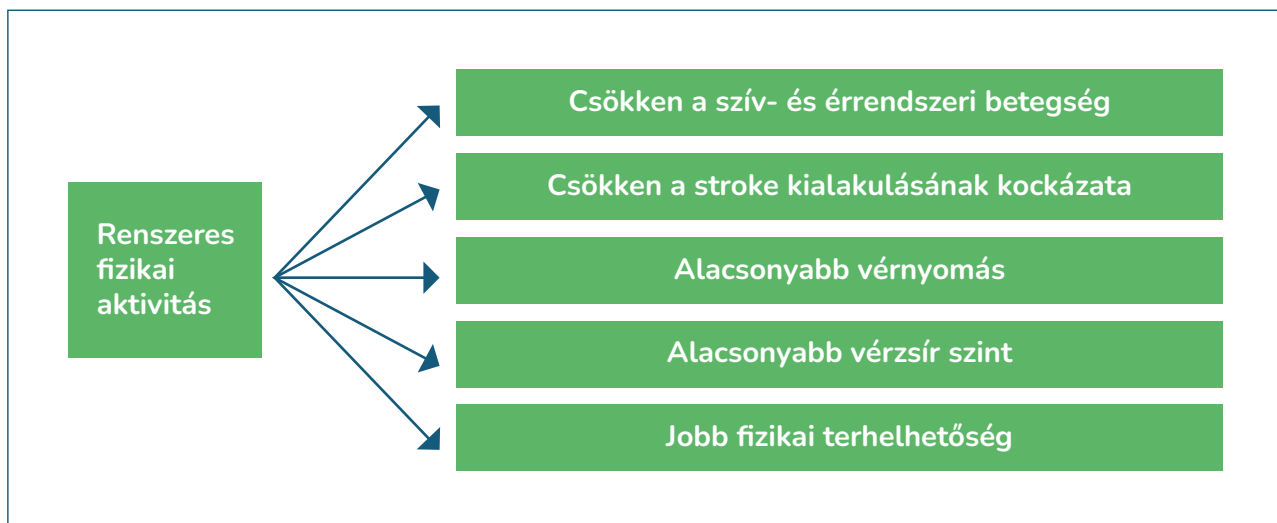 Renszeres
fizikai
aktivitás
Csökken a szív- és érrendszeri betegség
Csökken a stroke kialakulásának kockázata
Alacsonyabb vérnyomás
Alacsonyabb vérzsír szint
Jobb fizikai terhelhetőség